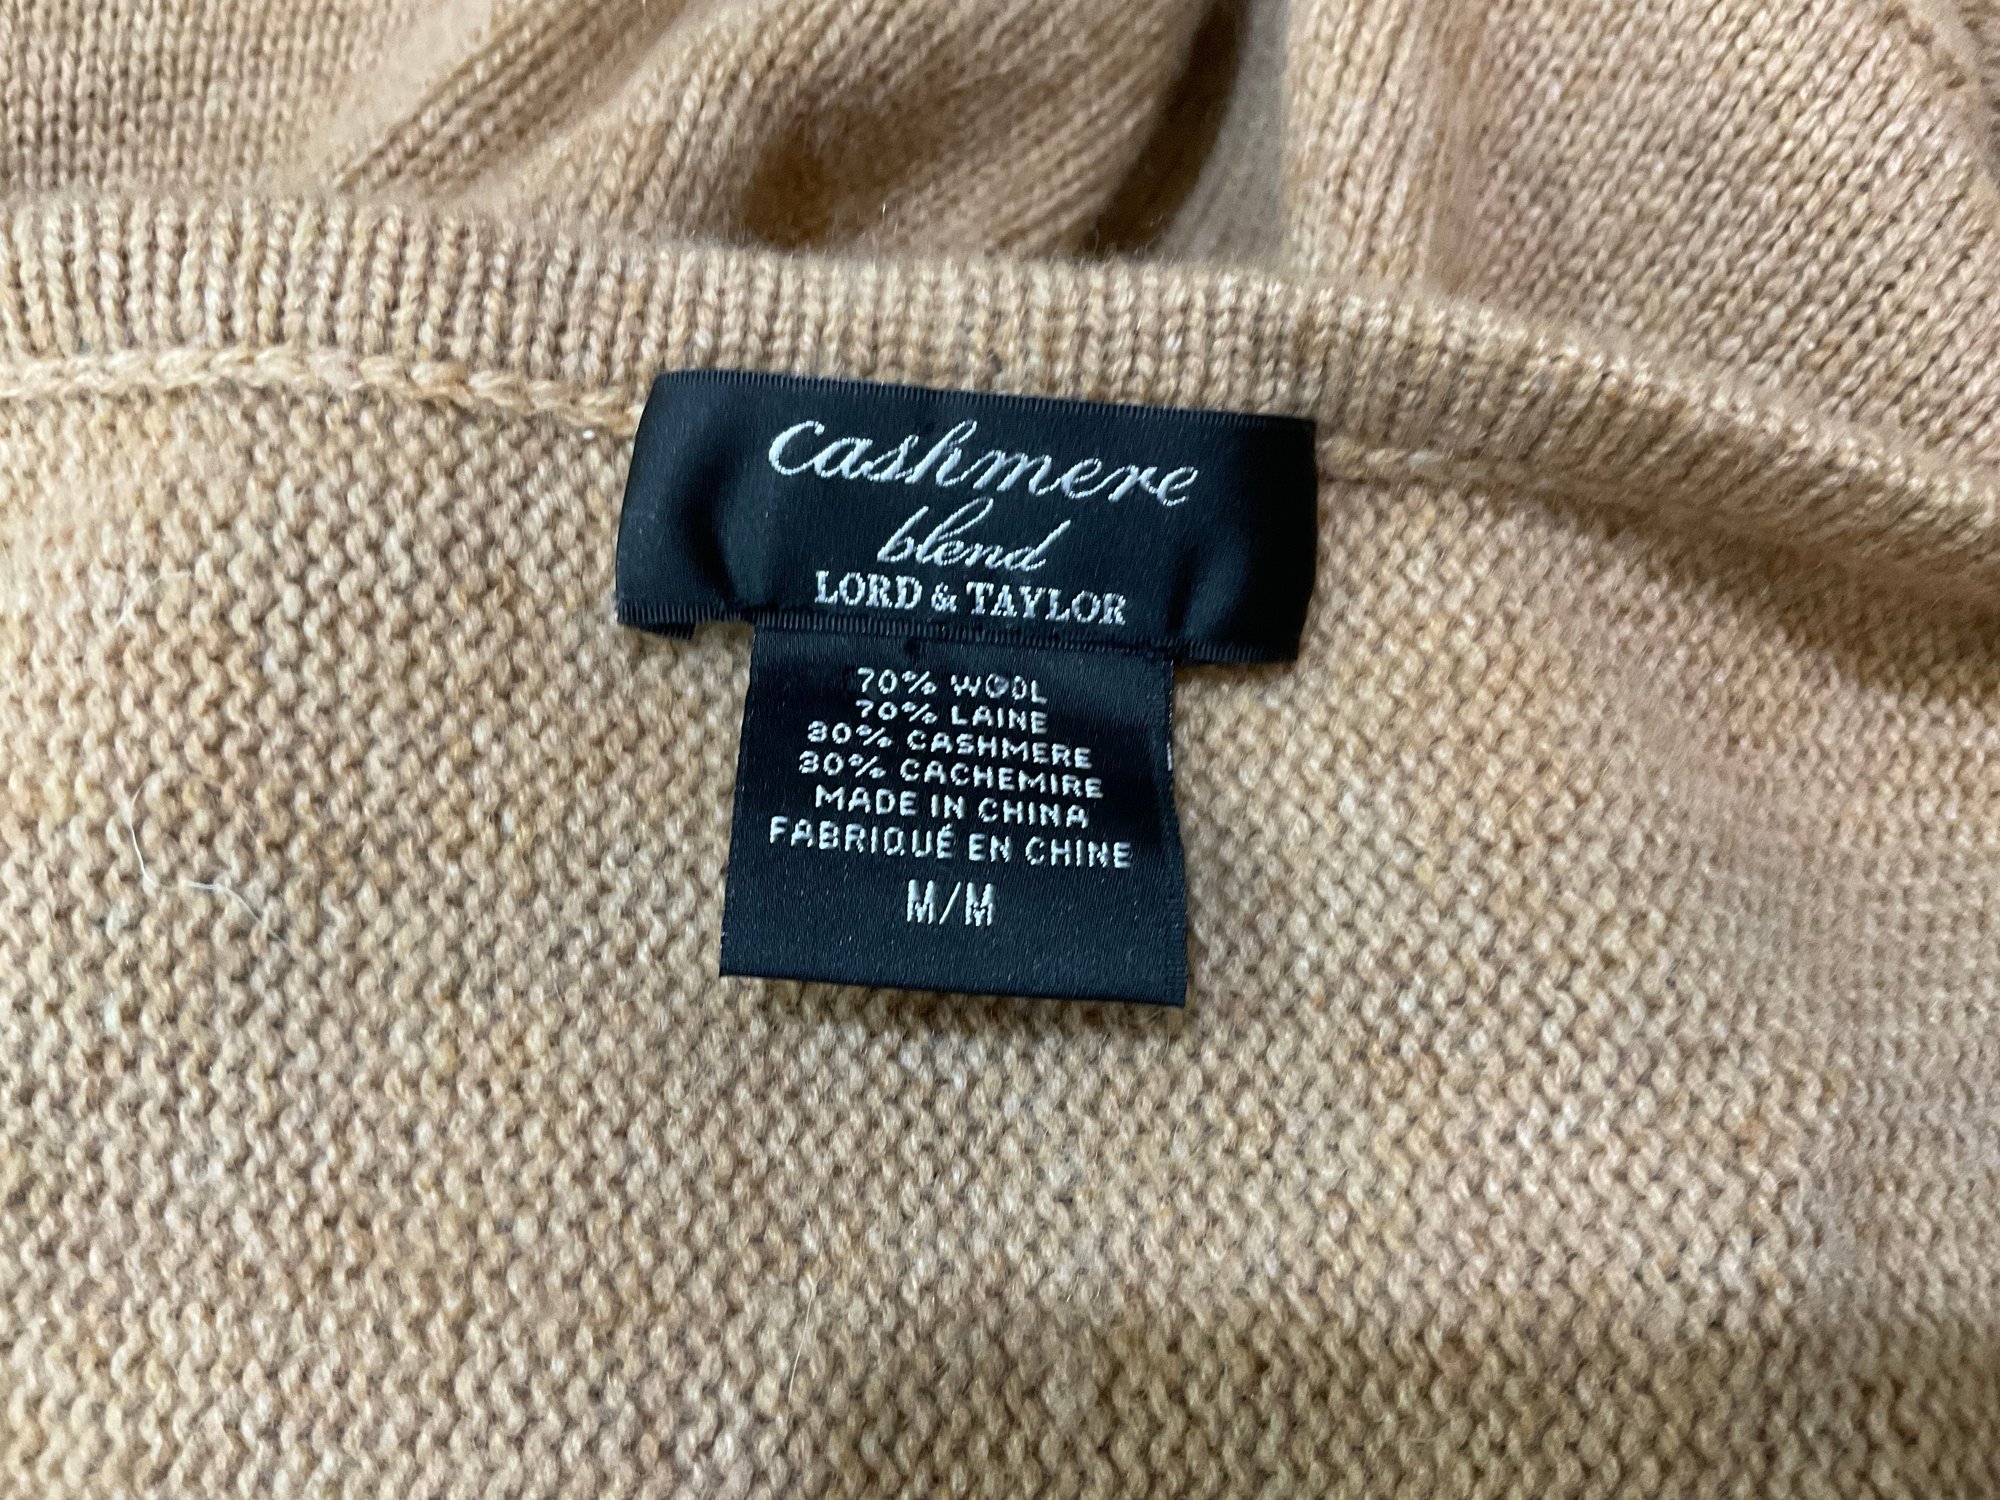 cashmere
blend
LORD & TAYLOR
70% WOOL
70% LAINE
30% CASHMERE
30% CACHEMIRE
MADE IN CHINA
FABRIQUÉ EN CHINE
M/M